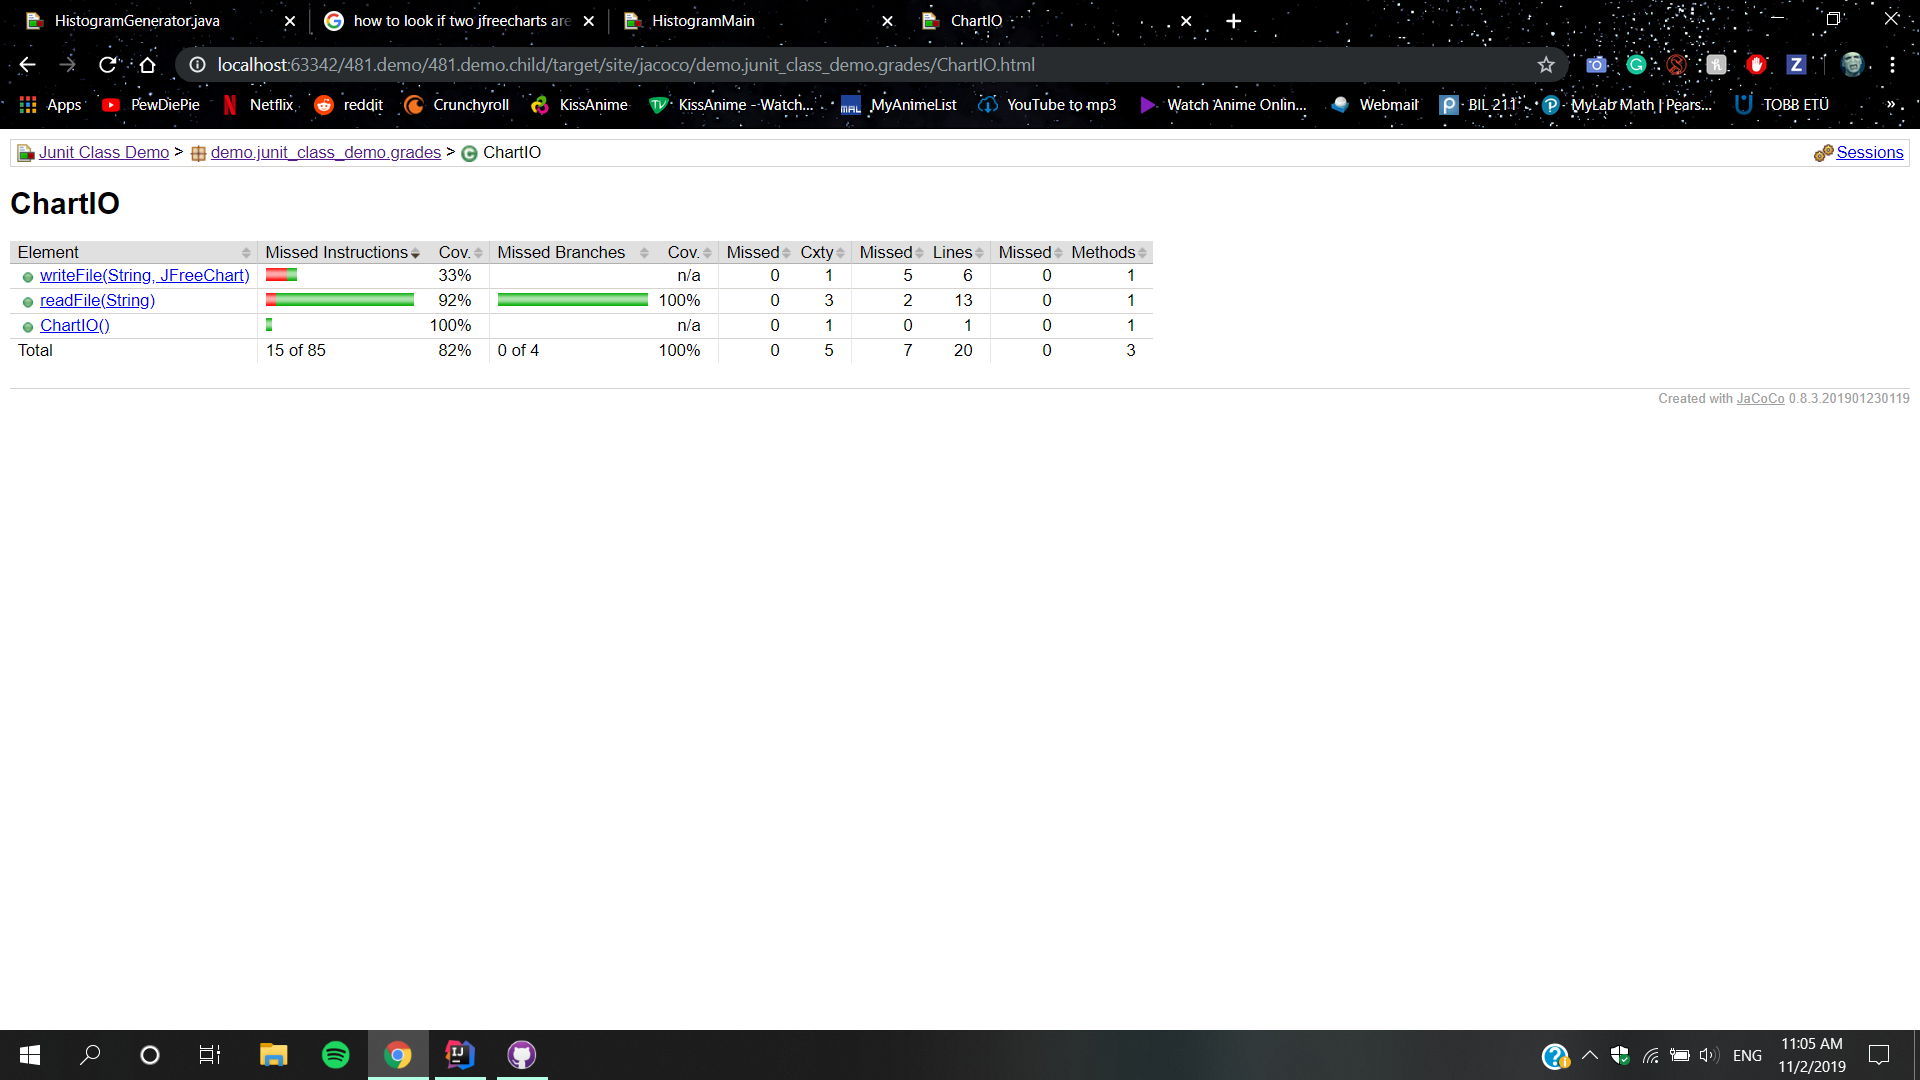 HistogramGenerator.java
how to look if two jfreecharts are
HistogramMain
ChartIO
localhost:63342/481.demo/481.demo.child/target/site/jacoco/demo.junit_class_demo.grades/ChartIO.html
Apps PewDiePie Netflix reddit Crunchyroll KissAnime KissAnime - Watch... MyAnimeList YouTube to mp3 Watch Anime Onlin... Webmail BIL 211 MyLab Math | Pears... TOBB ETÜ »
Junit Class Demo > demo.junit_class_demo.grades > ChartIO
Sessions
ChartIO
Element Missed Instructions Cov. Missed Branches Cov. Missed Cxty Missed Lines Missed Methods
writeFile(String, JFreeChart) 33% n/a 0 1 5 6 0 1
readFile(String) 92% 100% 0 3 2 13 0 1
ChartIO() 100% n/a 0 1 0 1 0 1
Total 15 of 85 82% 0 of 4 100% 0 5 7 20 0 3
Created with JaCoCo 0.8.3.201901230119
ENG
11:05 AM
11/2/2019